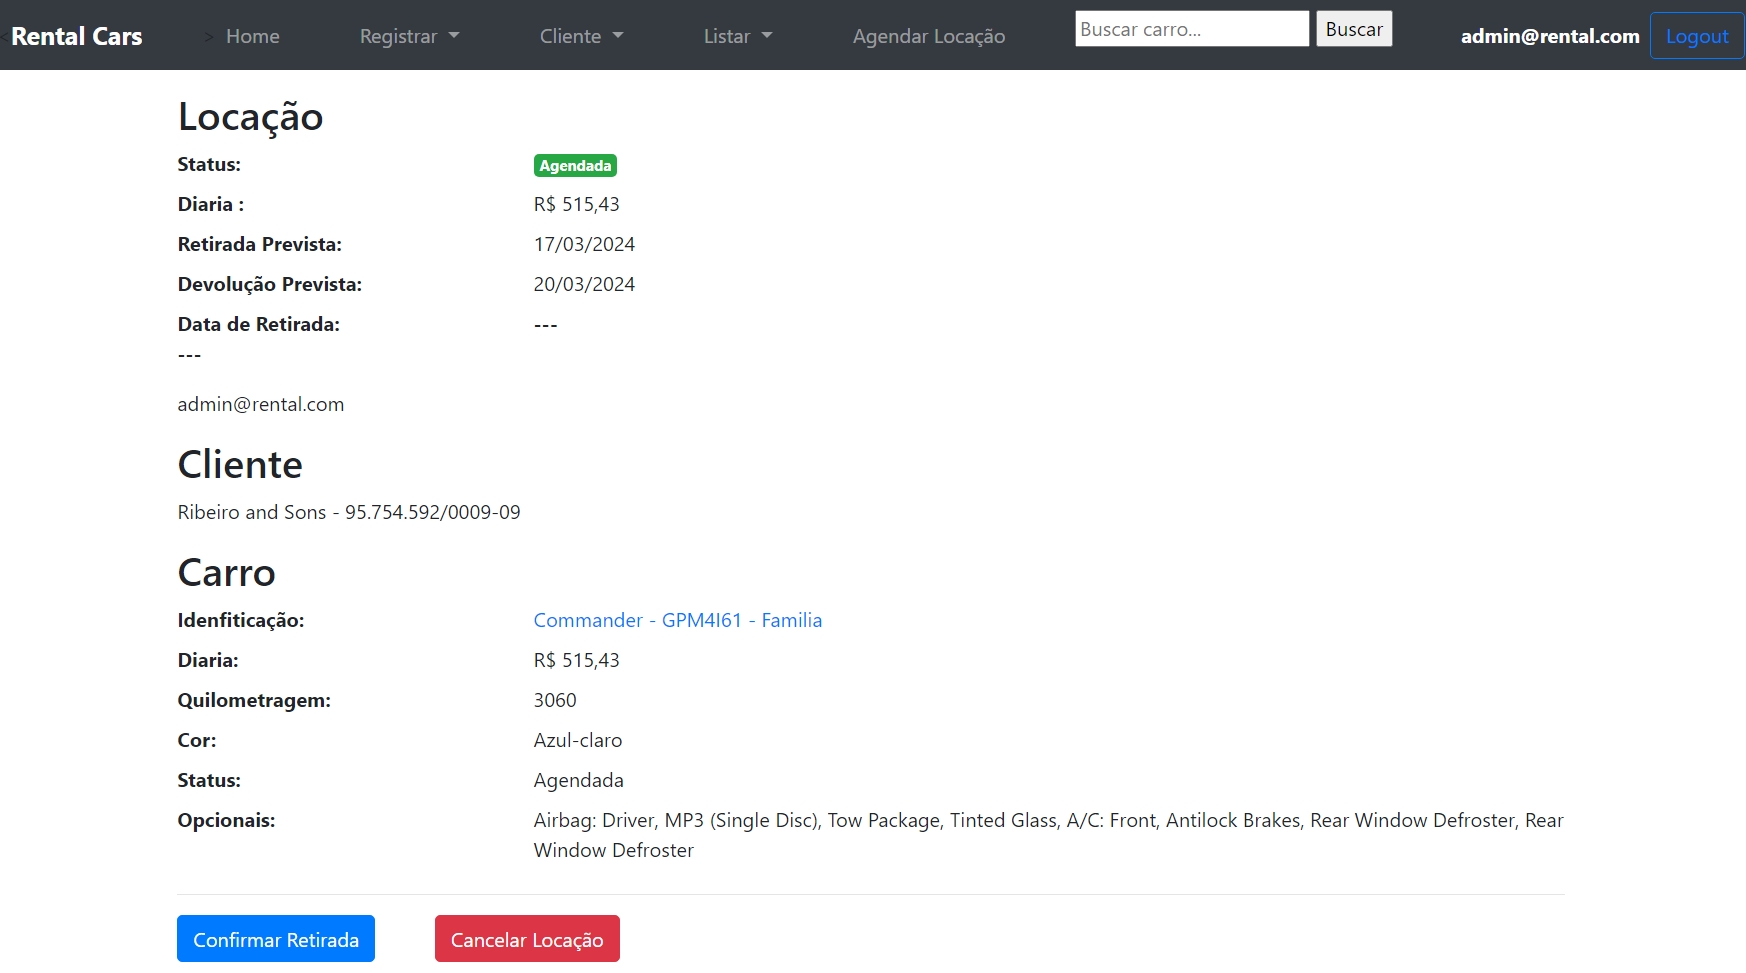 <Rental Cars > Home Registrar Cliente Listar Agendar Locação Buscar carro... Buscar admin@rental.com Logout
Locação
Status: Agendada
Diaria : R$ 515,43
Retirada Prevista: 17/03/2024
Devolução Prevista: 20/03/2024
Data de Retirada: ---
---
admin@rental.com
Cliente
Ribeiro and Sons - 95.754.592/0009-09
Carro
Idenfiticação: Commander - GPM4I61 - Familia
Diaria: R$ 515,43
Quilometragem: 3060
Cor: Azul-claro
Status: Agendada
Opcionais: Airbag: Driver, MP3 (Single Disc), Tow Package, Tinted Glass, A/C: Front, Antilock Brakes, Rear Window Defroster, Rear
Window Defroster
Confirmar Retirada Cancelar Locação